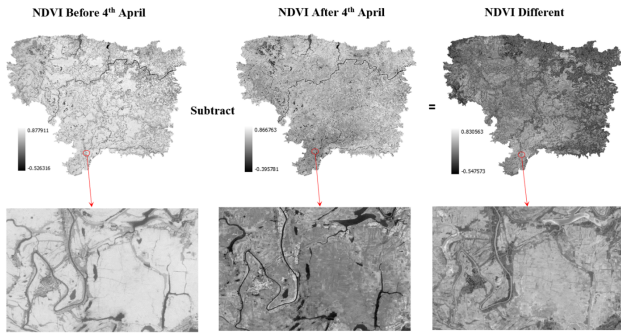 NDVI Before 4th April
NDVI After 4th April
NDVI Different
Subtract
=
0.877911
-0.526316
0.866763
-0.395781
0.830563
-0.547573